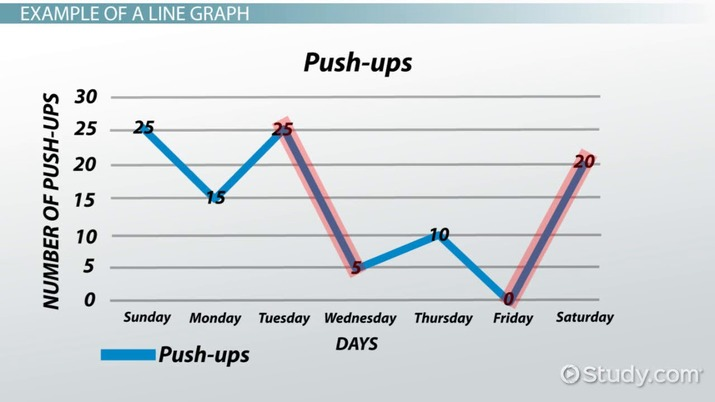 EXAMPLE OF A LINE GRAPH
Push-ups
NUMBER OF PUSH-UPS
30
25
20
15
10
5
0
25
15
25
5
10
0
20
Sunday Monday Tuesday Wednesday Thursday Friday Saturday
DAYS
Push-ups
Study.com